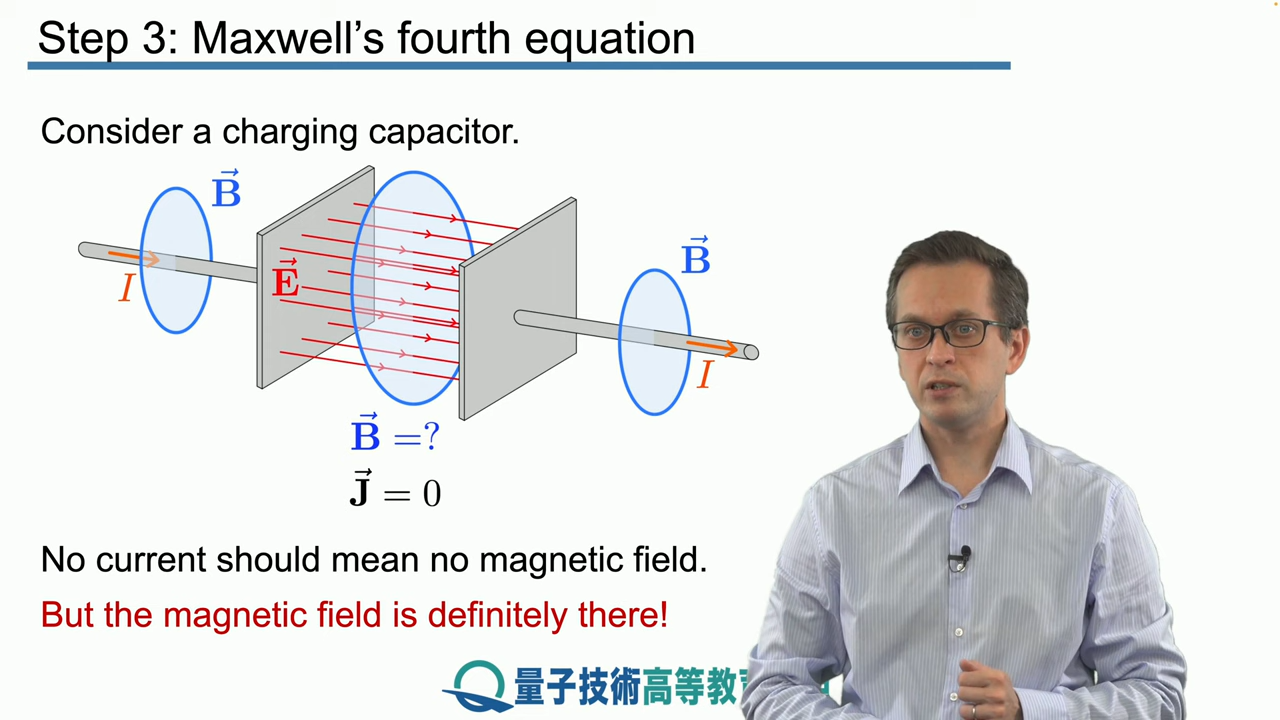 Step 3: Maxwell's fourth equation
Consider a charging capacitor.
B⃗
I
E⃗
B⃗
I
B⃗ =?
J⃗ = 0
No current should mean no magnetic field.
But the magnetic field is definitely there!
量子技術高等教